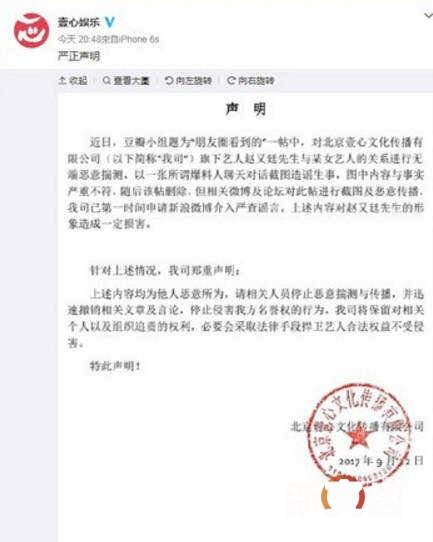 壹心娱乐
今天 20:48来自iPhone 6s
严正声明
收起 查看大图 向左旋转 向右旋转
声 明
近日，豆瓣小组题为“朋友圈看到的”一帖中，对北京壹心文化传播有
限公司（以下简称“我司”）旗下艺人赵又廷先生与某女艺人的关系进行无
端恶意揣测，以一张所谓爆料人聊天对话截图造谣生事，图中内容与事实
严重不符。随后该帖删除，但相关微博及论坛对此帖进行截图及恶意传播，
我司已第一时间申请新浪微博介入严查谣言。上述内容对赵又廷先生的形
象造成一定损害。
针对上述情况，我司郑重声明：
上述内容均为他人恶意所为，请相关人员停止恶意揣测与传播，并迅
速撤销相关文章及言论，停止侵害我方名誉权的行为，我司将保留对相关
个人以及组织追责的权利，必要会采取法律手段捍卫艺人合法权益不受侵
害。
特此声明！
北京壹心文化传播有限公司
2017 年 9 月 2 日